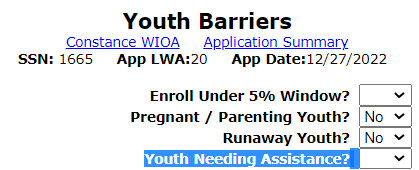 Youth Barriers
Constance WIOA Application Summary
SSN: 1665 App LWA:20 App Date:12/27/2022
Enroll Under 5% Window?
Pregnant / Parenting Youth? No
Runaway Youth? No
Youth Needing Assistance?